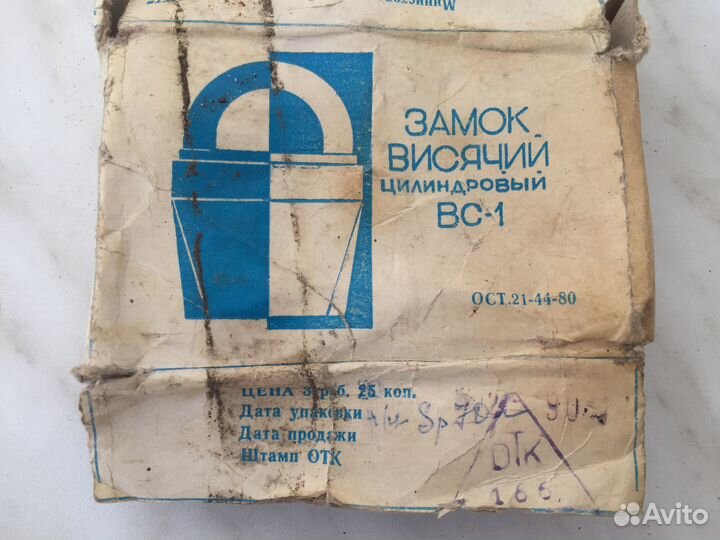 ЗАМОК
ВИСЯЧИЙ
ЦИЛИНДРОВЫЙ
ВС-1
ОСТ.21-44-80
ЦЕНА 3 руб. 25 коп.
Дата упаковки
Дата продажи
Штамп ОТК
ОТК
166
Avito